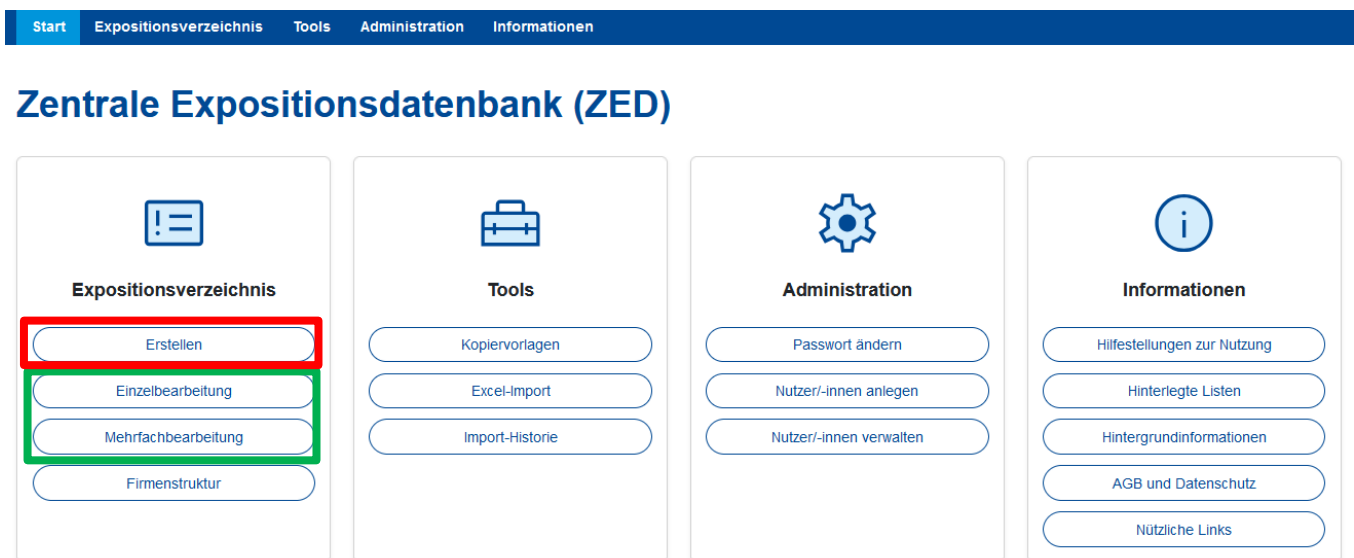 Start Expositionsverzeichnis Tools Administration Informationen
Zentrale Expositionsdatenbank (ZED)
Expositionsverzeichnis
Erstellen
Einzelbearbeitung
Mehrfachbearbeitung
Firmenstruktur
Tools
Kopiervorlagen
Excel-Import
Import-Historie
Administration
Passwort ändern
Nutzer/-innen anlegen
Nutzer/-innen verwalten
Informationen
Hilfestellungen zur Nutzung
Hinterlegte Listen
Hintergrundinformationen
AGB und Datenschutz
Nützliche Links